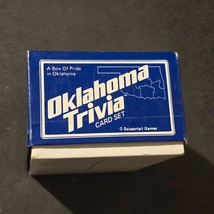 A Box Of Pride
in Oklahoma
Oklahoma
Trivia
CARD SET
© Scissortail Games